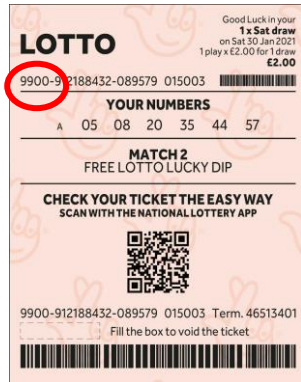 Good Luck in your
1 x Sat draw
on Sat 30 Jan 2021
1 play x £2.00 for 1 draw
£2.00
LOTTO
9900-912188432-089579 015003
YOUR NUMBERS
A 05 08 20 35 44 57
MATCH 2
FREE LOTTO LUCKY DIP
CHECK YOUR TICKET THE EASY WAY
SCAN WITH THE NATIONAL LOTTERY APP
9900-912188432-089579 015003 Term. 46513401
Fill the box to void the ticket